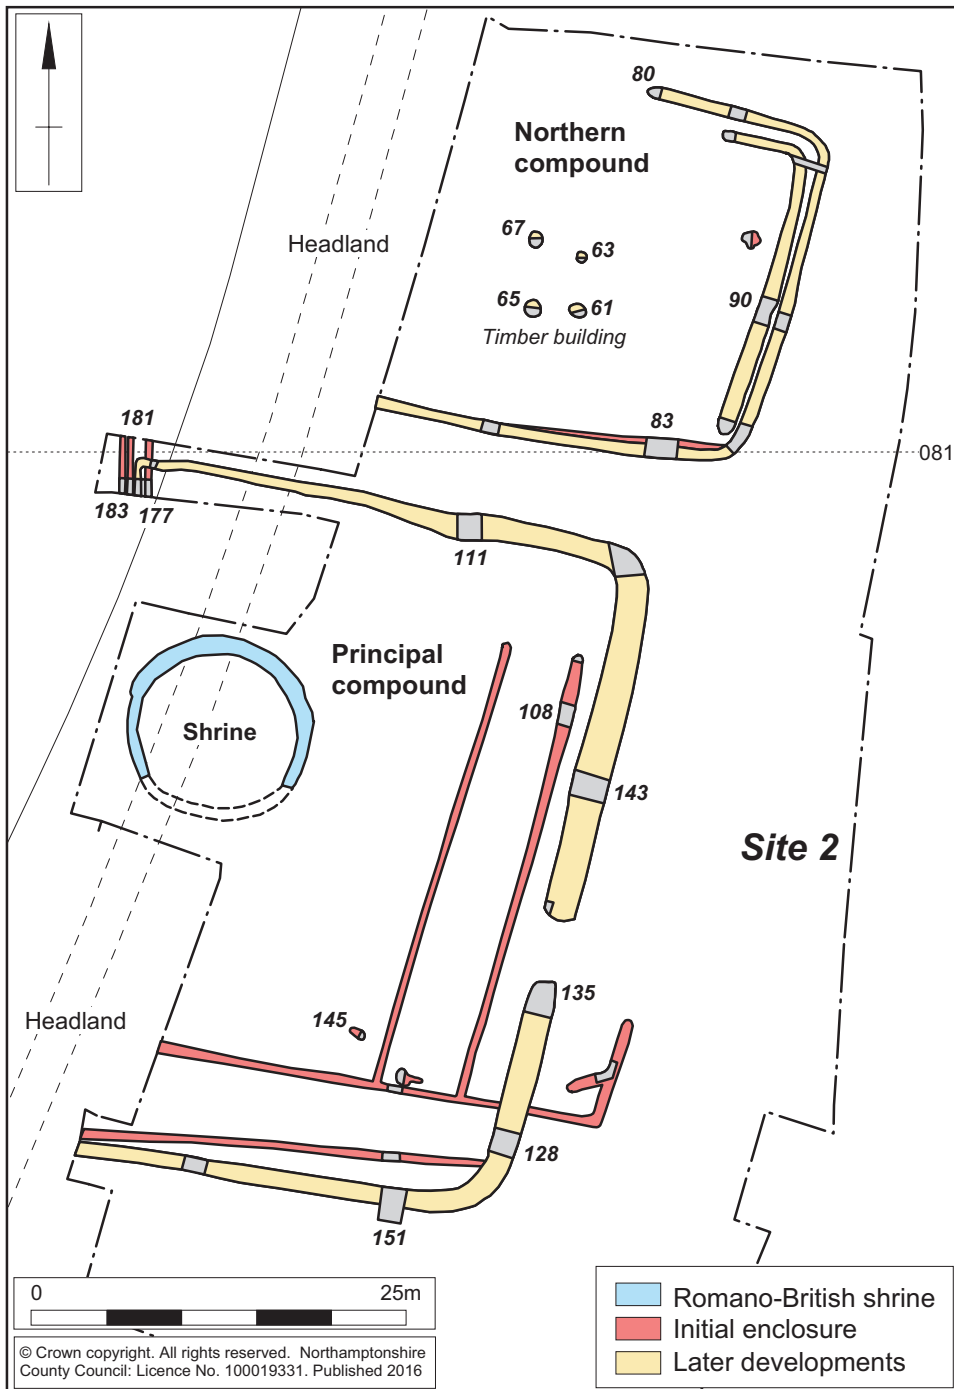 80
Northern
compound
67
63
Headland
65
61
90
Timber building
83
181
081
183
177
111
Principal
compound
108
Shrine
143
Site 2
135
145
Headland
128
151
0
25m
© Crown copyright. All rights reserved. Northamptonshire
County Council: Licence No. 100019331. Published 2016
Romano-British shrine
Initial enclosure
Later developments